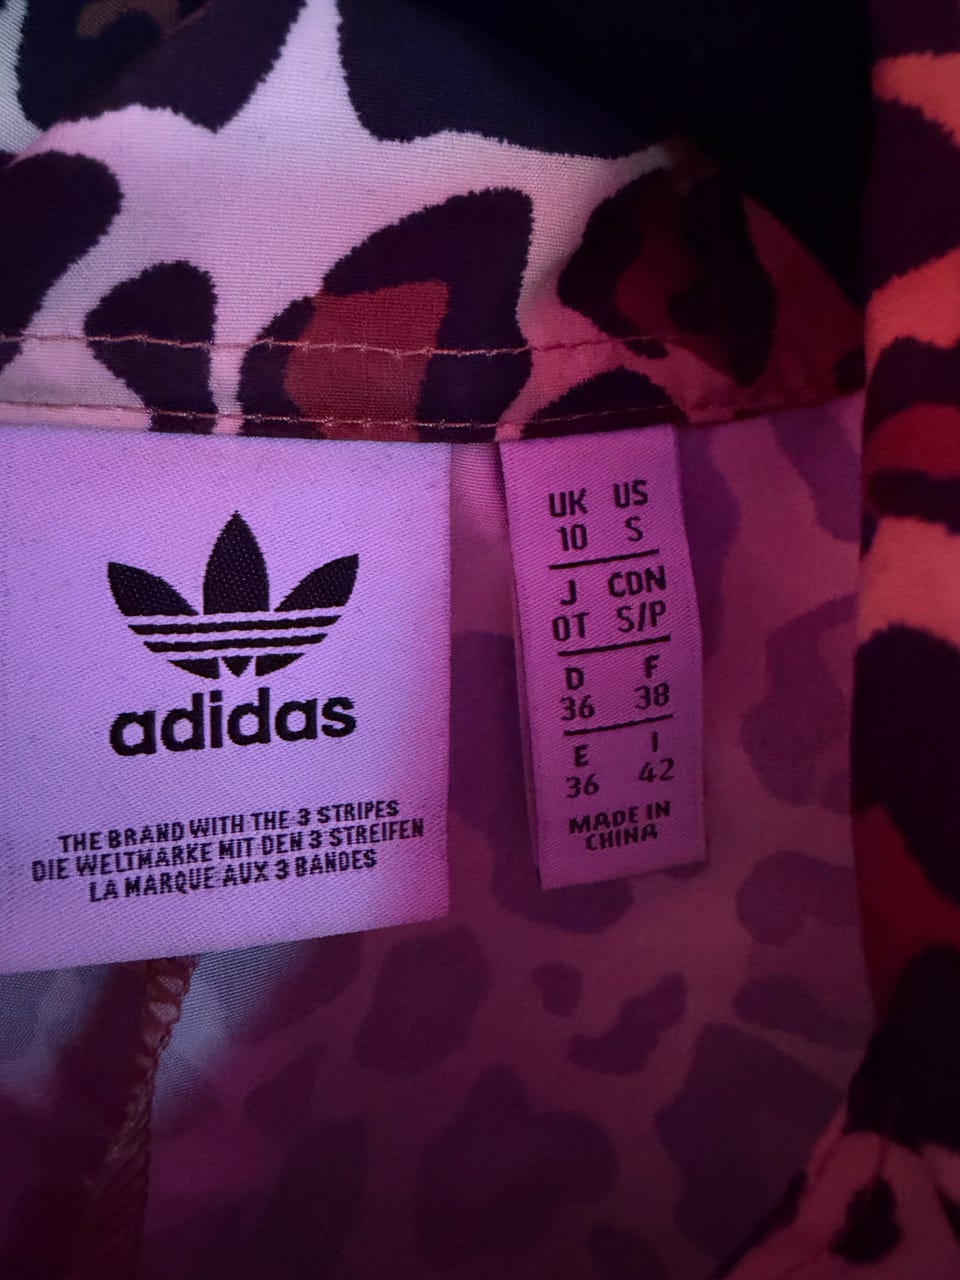 adidas
THE BRAND WITH THE 3 STRIPES
DIE WELTMARKE MIT DEN 3 STREIFEN
LA MARQUE AUX 3 BANDES
UK US
10 S
J CDN
OT S/P
D F
36 38
E I
36 42
MADE IN
CHINA